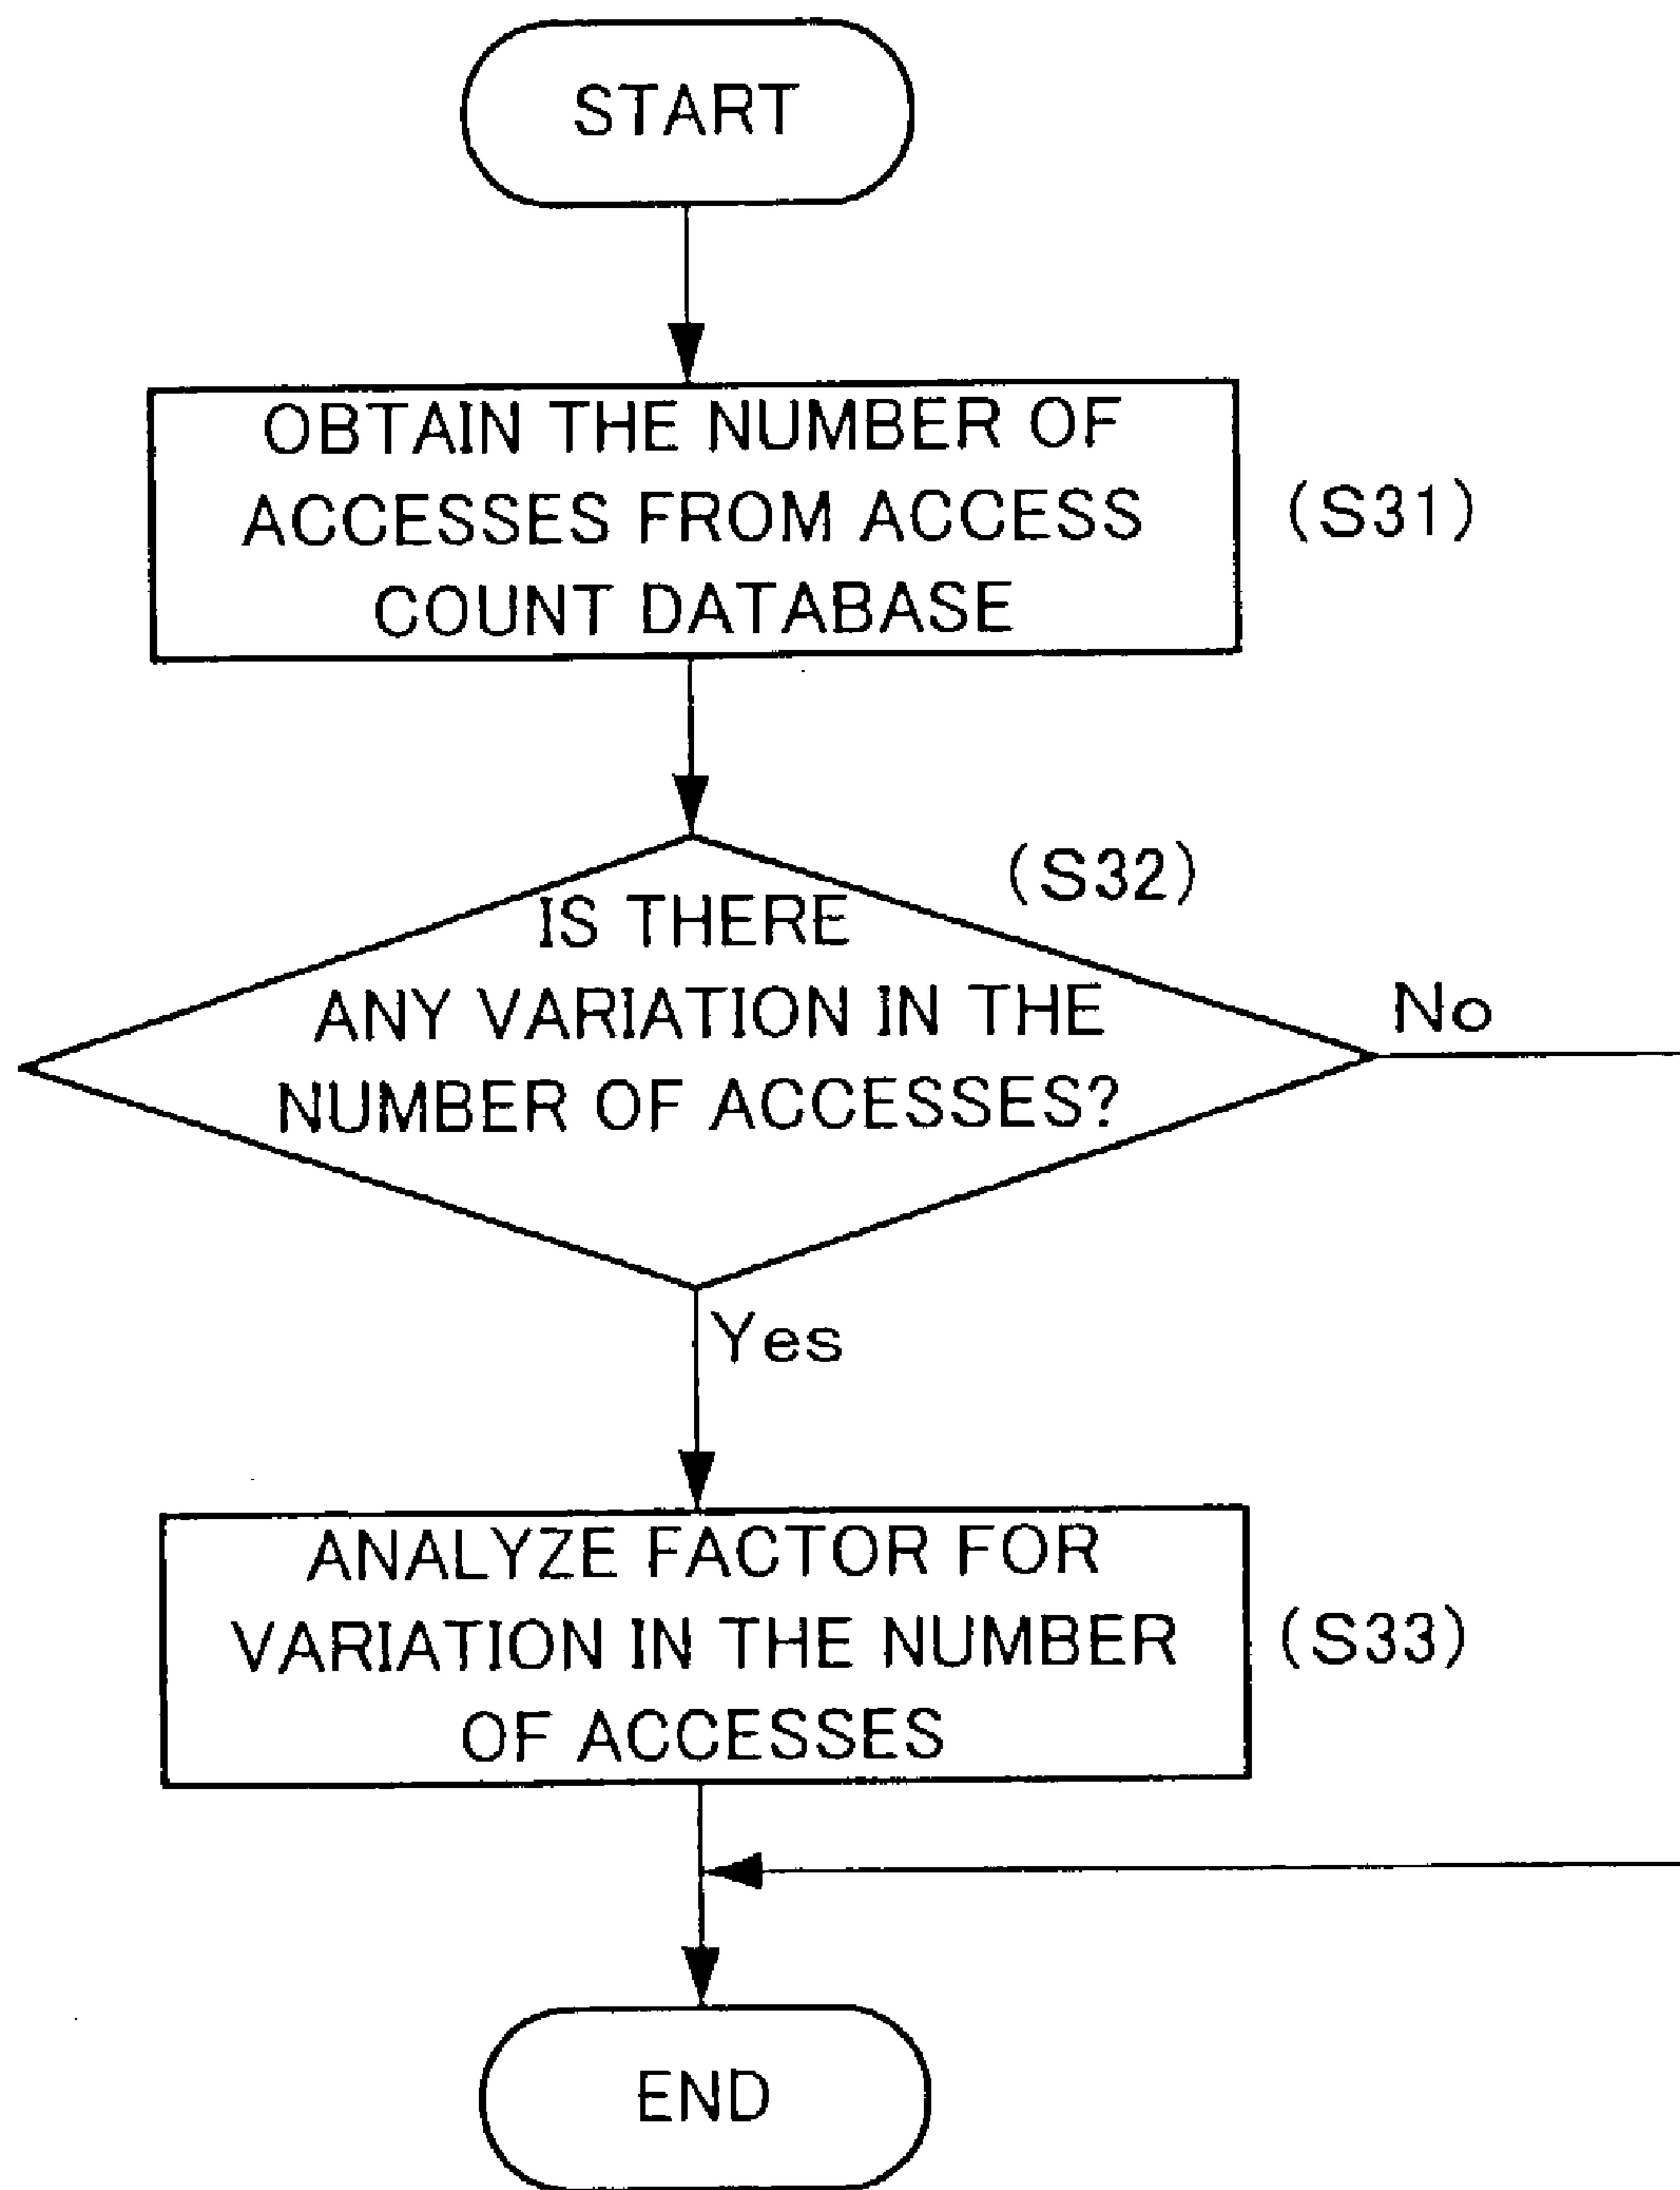 START
OBTAIN THE NUMBER OF
ACCESSES FROM ACCESS
COUNT DATABASE
(S31)
(S32)
IS THERE
ANY VARIATION IN THE
NUMBER OF ACCESSES?
No
Yes
ANALYZE FACTOR FOR
VARIATION IN THE NUMBER
OF ACCESSES
(S33)
END